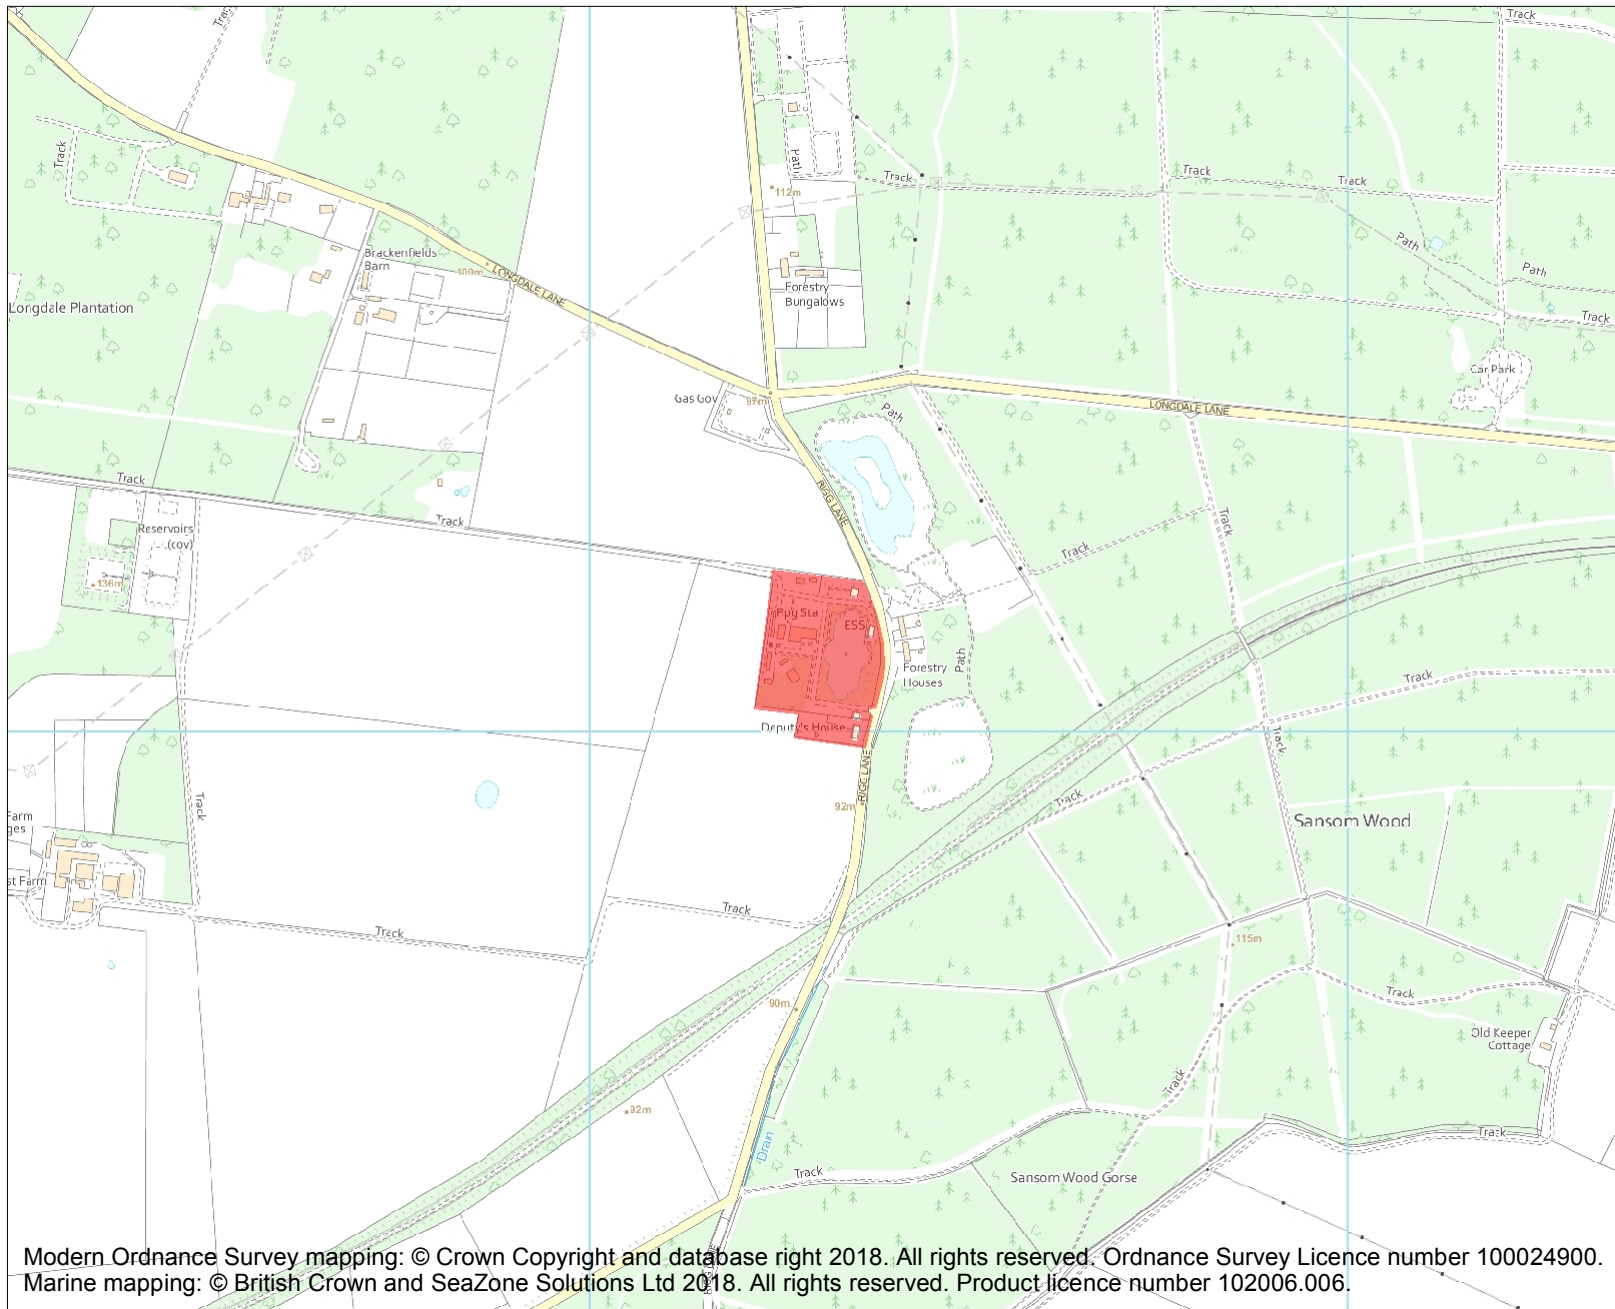 Track
Track
Track
Path
112m
Track
Track
Track
Path
Path
Track
Brackenfields
Barn
100m
LONGDALE LANE
Longdale Plantation
Forestry
Bungalows
Car Park
Gas Gov
97m
Path
LONGDALE LANE
Track
RIGG LANE
Track
Track
Track
Reservoirs
(cov)
136m
Ppg Sta
ESS
Forestry
Houses
Path
Track
Deputy's House
Track
RIGG LANE
92m
Track
Track
Sansom Wood
Farm
st Farm
Track
Track
115m
90m
Track
Old Keeper
Cottage
Track
92m
Drain
Track
Track
Sansom Wood Gorse
Modern Ordnance Survey mapping: © Crown Copyright and database right 2018. All rights reserved. Ordnance Survey Licence number 100024900.
Marine mapping: © British Crown and SeaZone Solutions Ltd 2018. All rights reserved. Product licence number 102006.006.